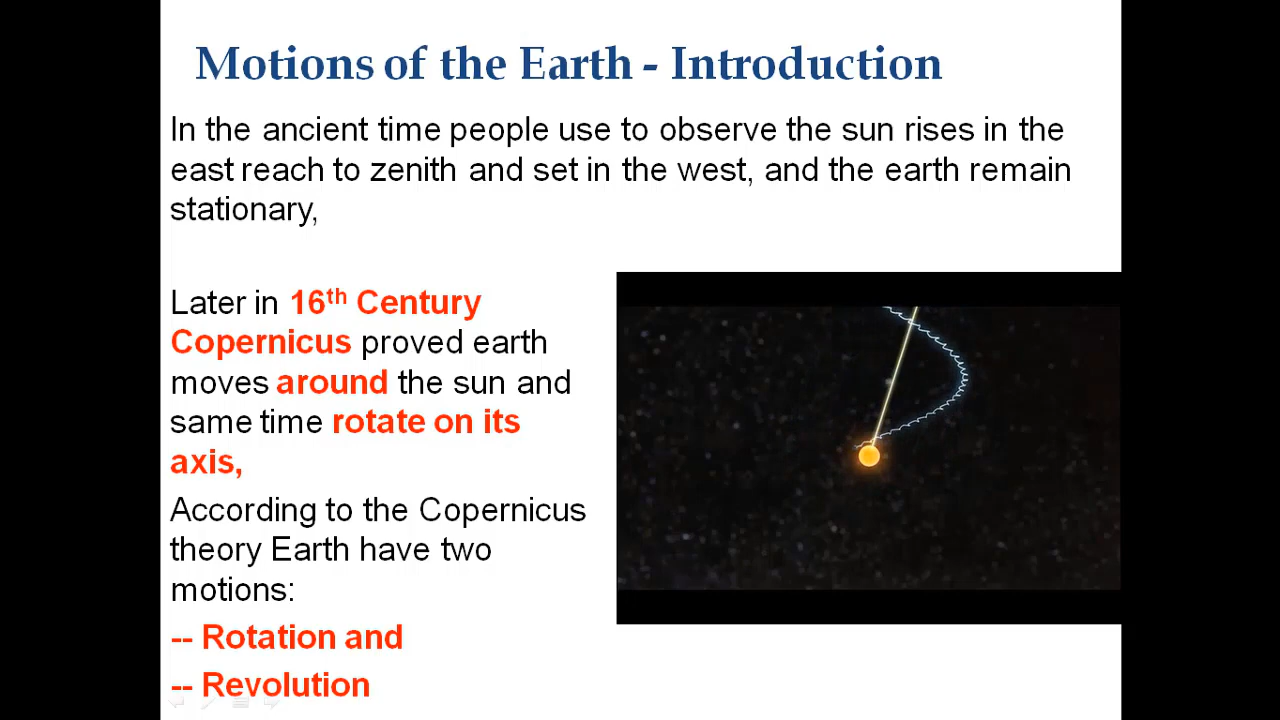 Motions of the Earth - Introduction
In the ancient time people use to observe the sun rises in the
east reach to zenith and set in the west, and the earth remain
stationary,
Later in 16th Century
Copernicus proved earth
moves around the sun and
same time rotate on its
axis,
According to the Copernicus
theory Earth have two
motions:
-- Rotation and
-- Revolution